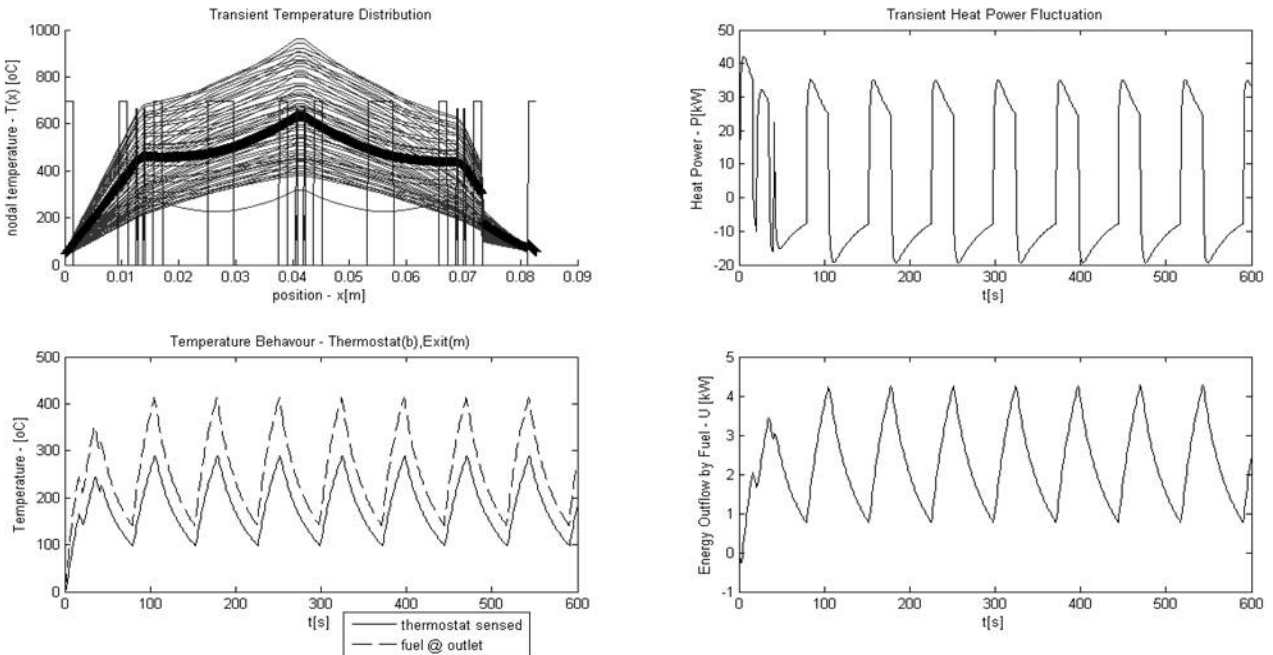 Transient Temperature Distribution
nodal temperature - T(x) [oC]
1000
800
600
400
200
0
0 0.01 0.02 0.03 0.04 0.05 0.06 0.07 0.08 0.09
position - x[m]
Transient Heat Power Fluctuation
Heat Power - P[kW]
50
40
30
20
10
0
-10
-20
0 100 200 300 400 500 600
t[s]
Temperature Behavour - Thermostat(b),Exit(m)
Temperature - [oC]
500
400
300
200
100
0
0 100 200 300 400 500 600
t[s]
thermostat sensed
fuel @ outlet
Energy Outflow by Fuel - U [kW]
5
4
3
2
1
0
-1
0 100 200 300 400 500 600
t[s]